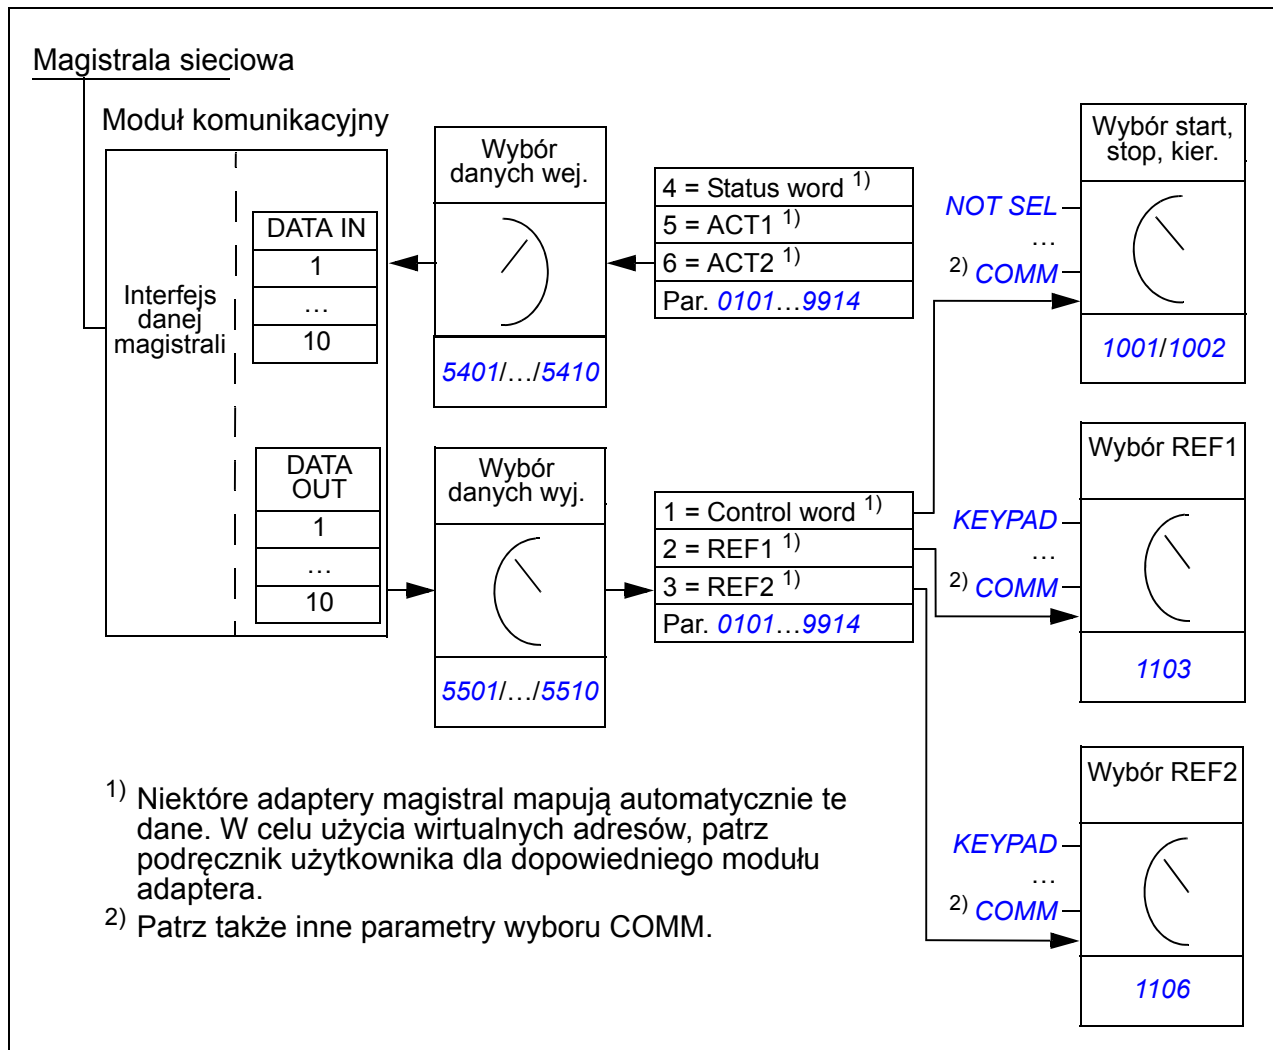 Magistrala sieciowa
Moduł komunikacyjny
Interfejs
danej
magistrali
DATA IN
1
…
10
DATA
OUT
1
…
10
Wybór
danych wej.
5401/…/5410
4 = Status word 1)
5 = ACT1 1)
6 = ACT2 1)
Par. 0101…9914
Wybór
danych wyj.
5501/…/5510
1 = Control word 1)
2 = REF1 1)
3 = REF2 1)
Par. 0101…9914
Wybór start,
stop, kier.
NOT SEL
…
2) COMM
1001/1002
Wybór REF1
KEYPAD
…
2) COMM
1103
Wybór REF2
KEYPAD
…
2) COMM
1106
1) Niektóre adaptery magistral mapują automatycznie te
dane. W celu użycia wirtualnych adresów, patrz
podręcznik użytkownika dla dopowiedniego modułu
adaptera.
2) Patrz także inne parametry wyboru COMM.